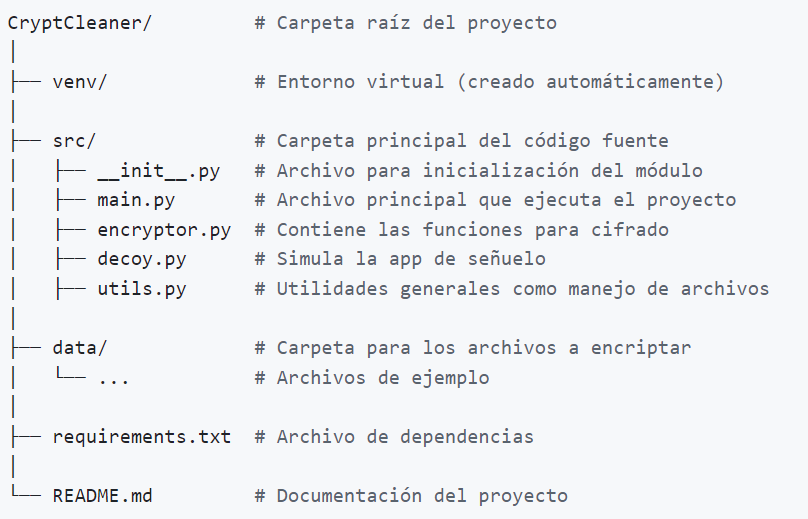 CryptCleaner/         # Carpeta raíz del proyecto
│
├── venv/             # Entorno virtual (creado automáticamente)
│
├── src/              # Carpeta principal del código fuente
│   ├── __init__.py   # Archivo para inicialización del módulo
│   ├── main.py       # Archivo principal que ejecuta el proyecto
│   ├── encryptor.py  # Contiene las funciones para cifrado
│   ├── decoy.py      # Simula la app de señuelo
│   ├── utils.py      # Utilidades generales como manejo de archivos
│
├── data/             # Carpeta para los archivos a encriptar
│   └── ...           # Archivos de ejemplo
│
├── requirements.txt  # Archivo de dependencias
│
└── README.md         # Documentación del proyecto